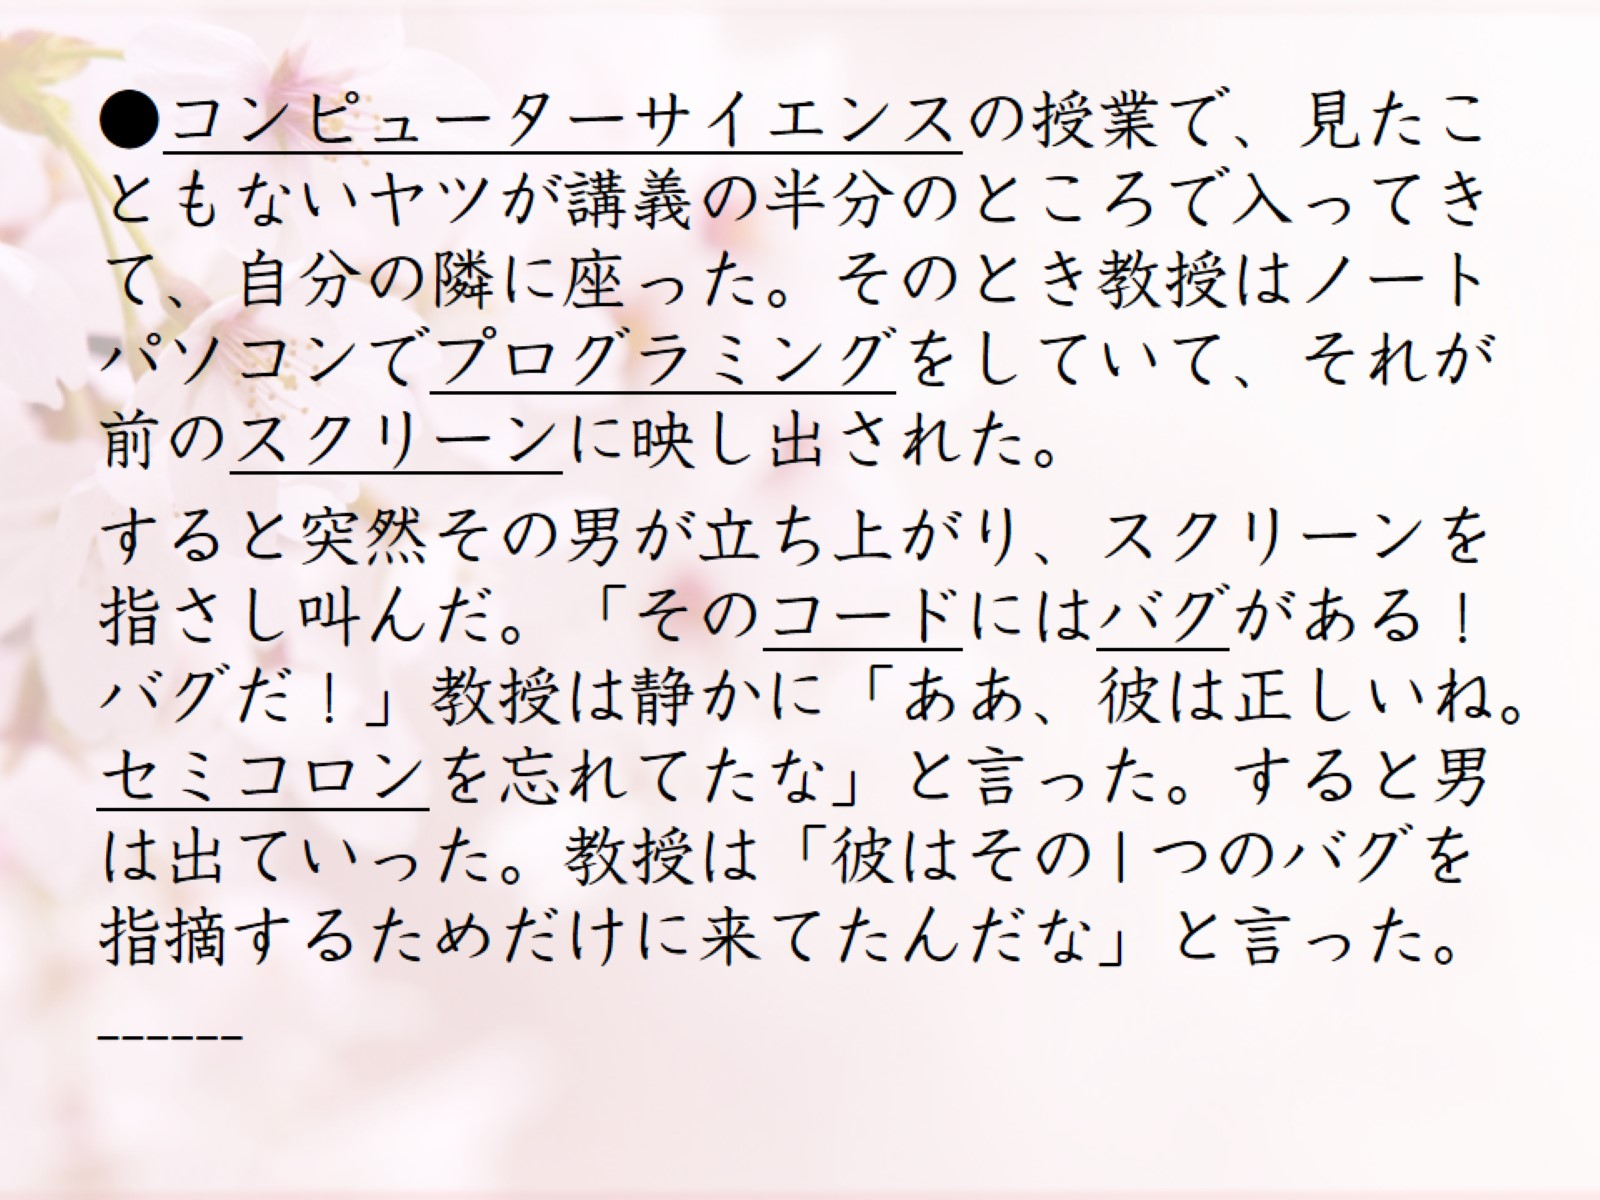 ●コンピューターサイエンスの授業で、見たこ
ともないヤツが講義の半分のところで入ってき
て、自分の隣に座った。そのとき教授はノート
パソコンでプログラミングをしていて、それが
前のスクリーンに映し出された。
すると突然その男が立ち上がり、スクリーンを
指さし叫んだ。「そのコードにはバグがある！
バグだ！」教授は静かに「ああ、彼は正しいね。
セミコロンを忘れてたな」と言った。すると男
は出ていった。教授は「彼はその1つのバグを
指摘するためだけに来てたんだな」と言った。
------